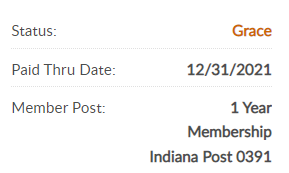 Status: Grace
Paid Thru Date: 12/31/2021
Member Post: 1 Year
Membership
Indiana Post 0391